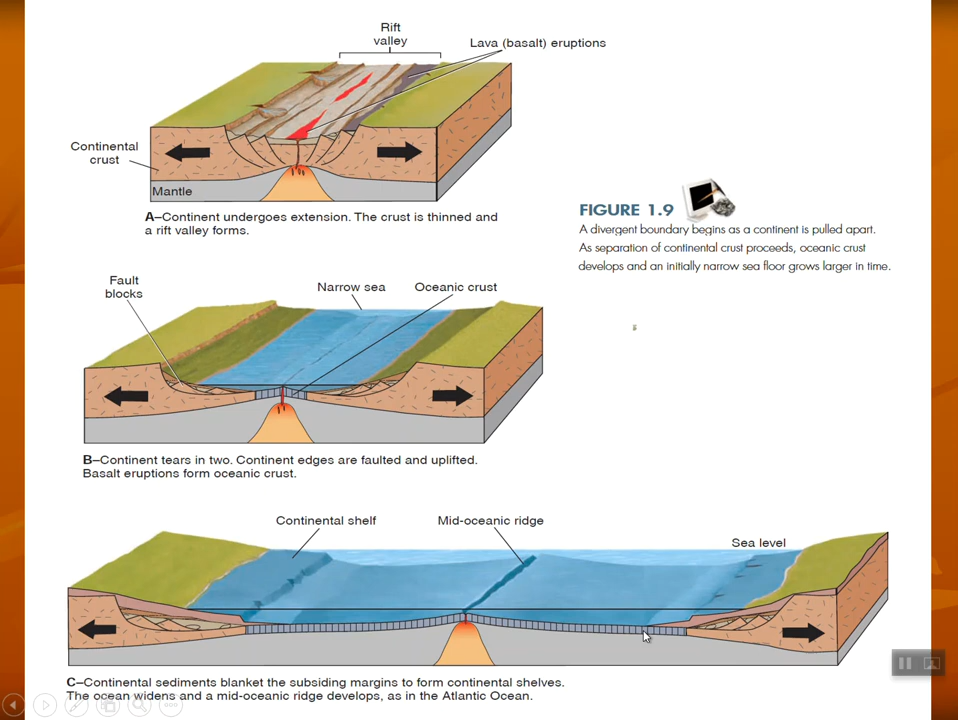 Rift
valley
Lava (basalt) eruptions
Continental
crust
Mantle
A–Continent undergoes extension. The crust is thinned and
a rift valley forms.
FIGURE 1.9
A divergent boundary begins as a continent is pulled apart.
As separation of continental crust proceeds, oceanic crust
develops and an initially narrow sea floor grows larger in time.
Fault
blocks
Narrow sea
Oceanic crust
B–Continent tears in two. Continent edges are faulted and uplifted.
Basalt eruptions form oceanic crust.
Continental shelf
Mid-oceanic ridge
Sea level
C–Continental sediments blanket the subsiding margins to form continental shelves.
The ocean widens and a mid-oceanic ridge develops, as in the Atlantic Ocean.